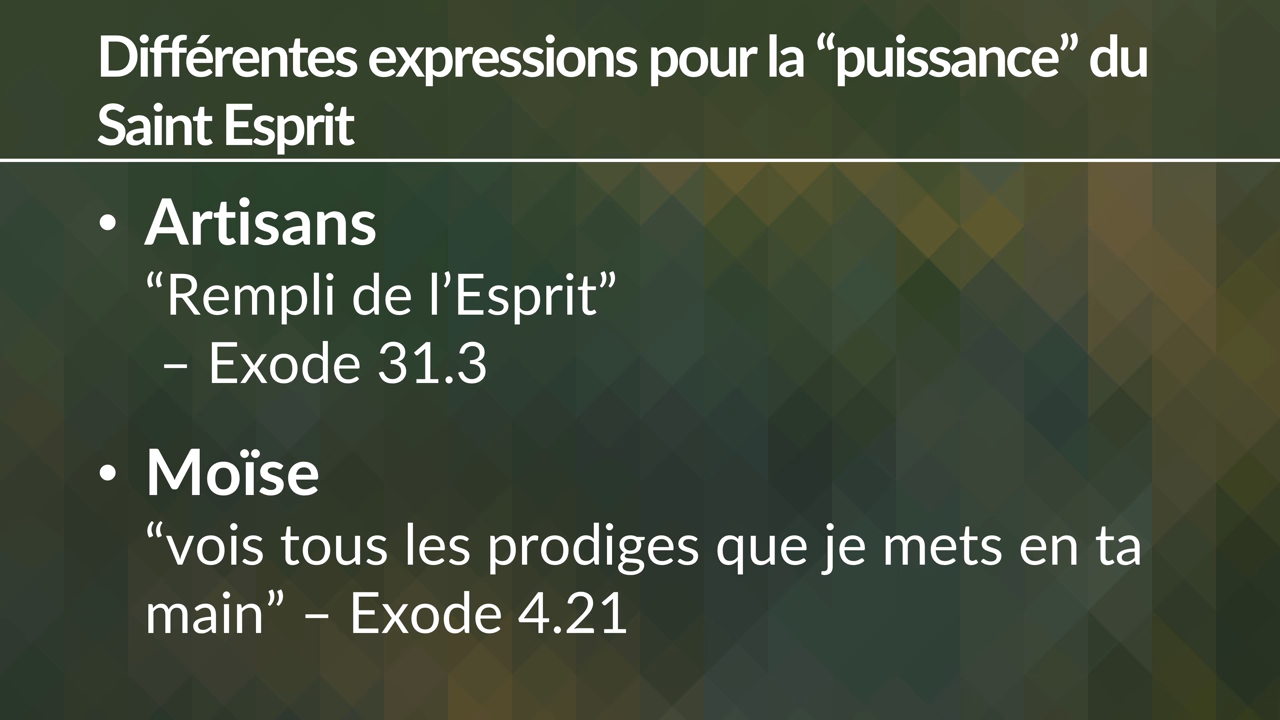 Différentes expressions pour la “puissance” du
Saint Esprit
• Artisans
“Rempli de l’Esprit”
– Exode 31.3
• Moïse
“vois tous les prodiges que je mets en ta
main” – Exode 4.21